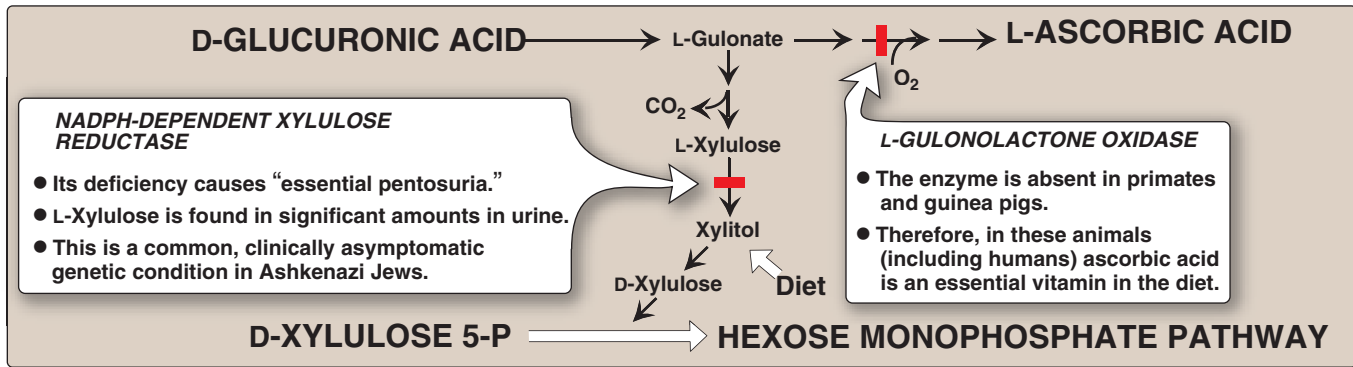 D-GLUCURONIC ACID
L-Gulonate
L-ASCORBIC ACID
O2
CO2
NADPH-DEPENDENT XYLULOSE
REDUCTASE
● Its deficiency causes “essential pentosuria.”
● L-Xylulose is found in significant amounts in urine.
● This is a common, clinically asymptomatic
genetic condition in Ashkenazi Jews.
L-Xylulose
L-GULONOLACTONE OXIDASE
● The enzyme is absent in primates
and guinea pigs.
● Therefore, in these animals
(including humans) ascorbic acid
is an essential vitamin in the diet.
Xylitol
Diet
D-Xylulose
D-XYLULOSE 5-P
HEXOSE MONOPHOSPHATE PATHWAY